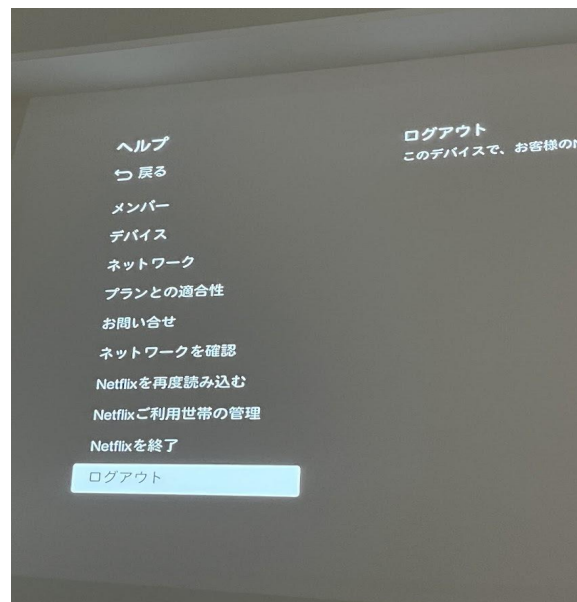 ヘルプ
戻る
メンバー
デバイス
ネットワーク
プランとの適合性
お問い合せ
ネットワークを確認
Netflixを再度読み込む
Netflixご利用世帯の管理
Netflixを終了
ログアウト
ログアウト
このデバイスで、お客様の